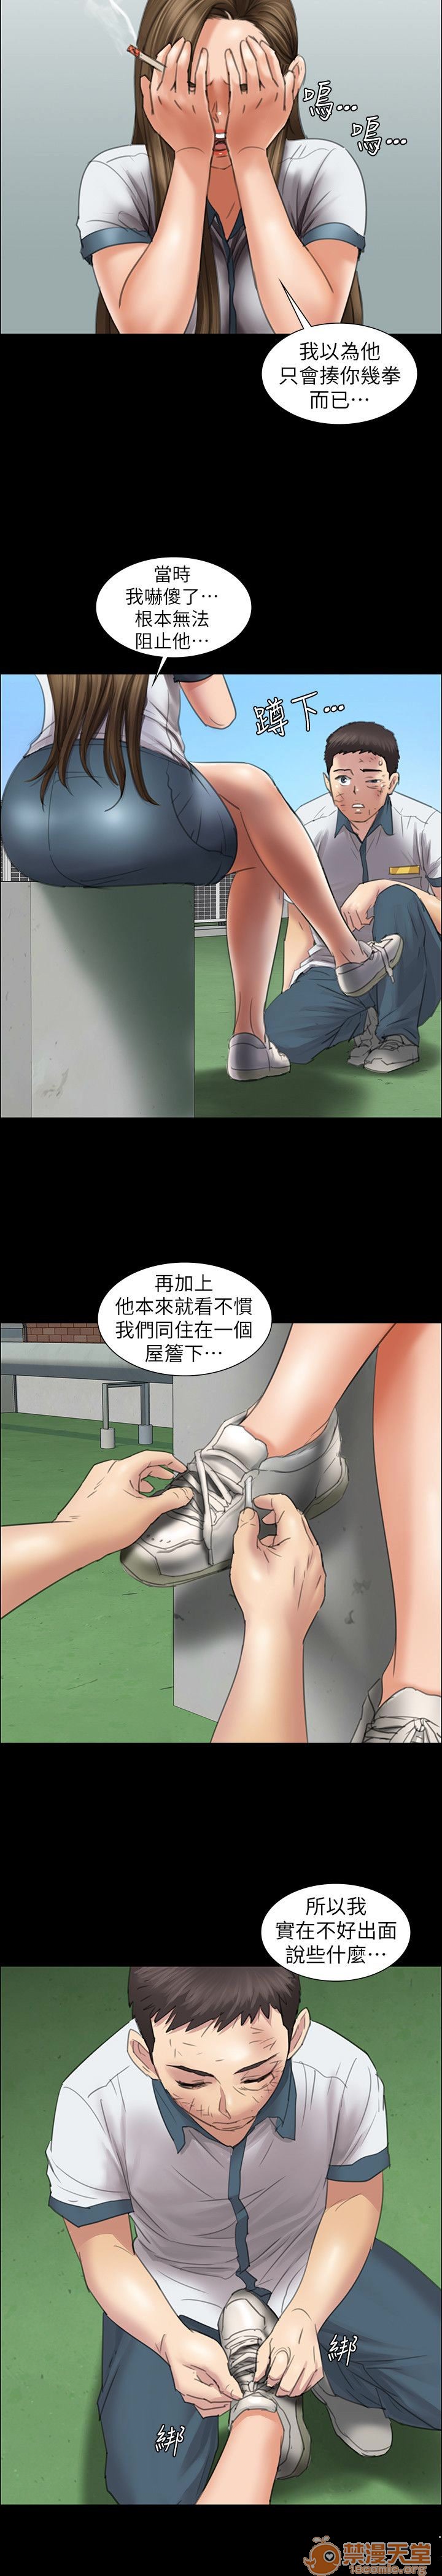 嗚…
嗚…
我以為他
只會揍你幾拳
而已…
當時
我嚇傻了…
根本無法
阻止他…
蹲下…
再加上
他本來就看不慣
我們同住在一個
屋簷下…
所以我
實在不好出面
說些什麼…
綁
綁
禁漫天堂
18comic.org